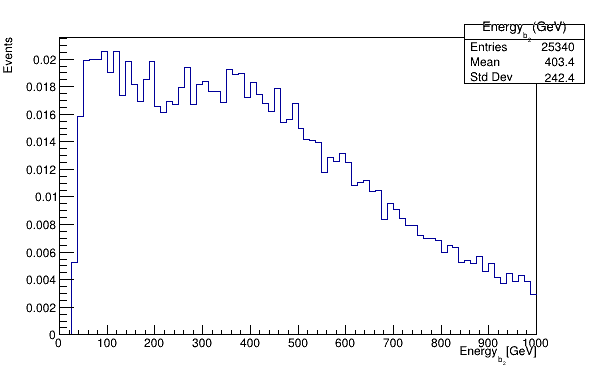 Energy_b2(GeV)
Entries 25340
Mean 403.4
Std Dev 242.4
Events
0.02
0.018
0.016
0.014
0.012
0.01
0.008
0.006
0.004
0.002
0
0 100 200 300 400 500 600 700 800 900 1000
Energy_b2[GeV]